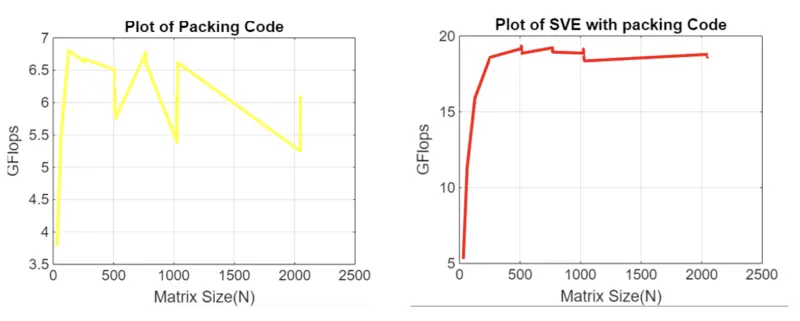 Plot of Packing Code
7
6.5
6
5.5
5
4.5
4
3.5
GFlops
0 500 1000 1500 2000 2500
Matrix Size(N)
Plot of SVE with packing Code
20
15
10
5
GFlops
0 500 1000 1500 2000 2500
Matrix Size(N)